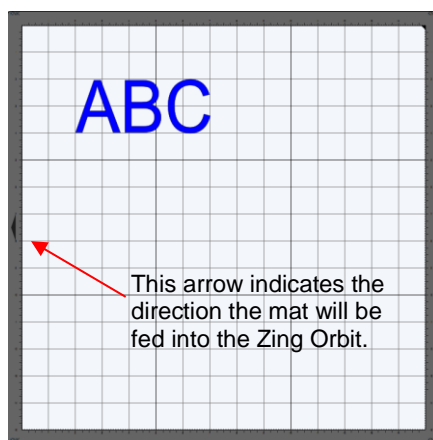 ABC
This arrow indicates the
direction the mat will be
fed into the Zing Orbit.